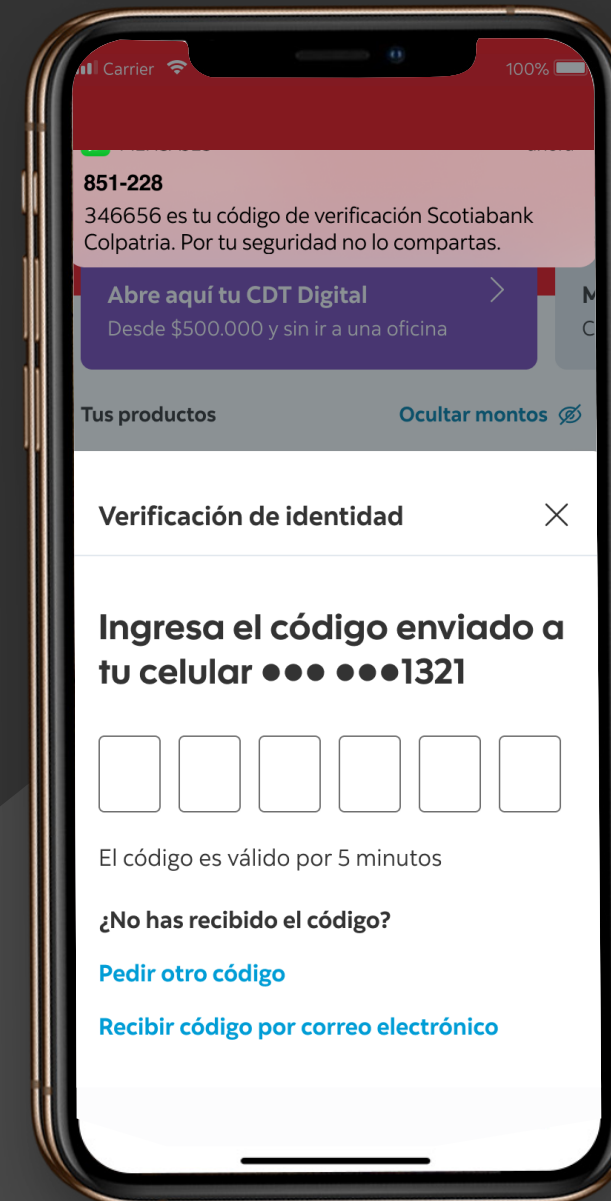 Carrier
100%
851-228
346656 es tu código de verificación Scotiabank
Colpatria. Por tu seguridad no lo compartas.
Abre aquí tu CDT Digital
Desde $500.000 y sin ir a una oficina
M
C
Tus productos
Ocultar montos
Verificación de identidad
Ingresa el código enviado a
tu celular ●●● ●●●1321
El código es válido por 5 minutos
¿No has recibido el código?
Pedir otro código
Recibir código por correo electrónico